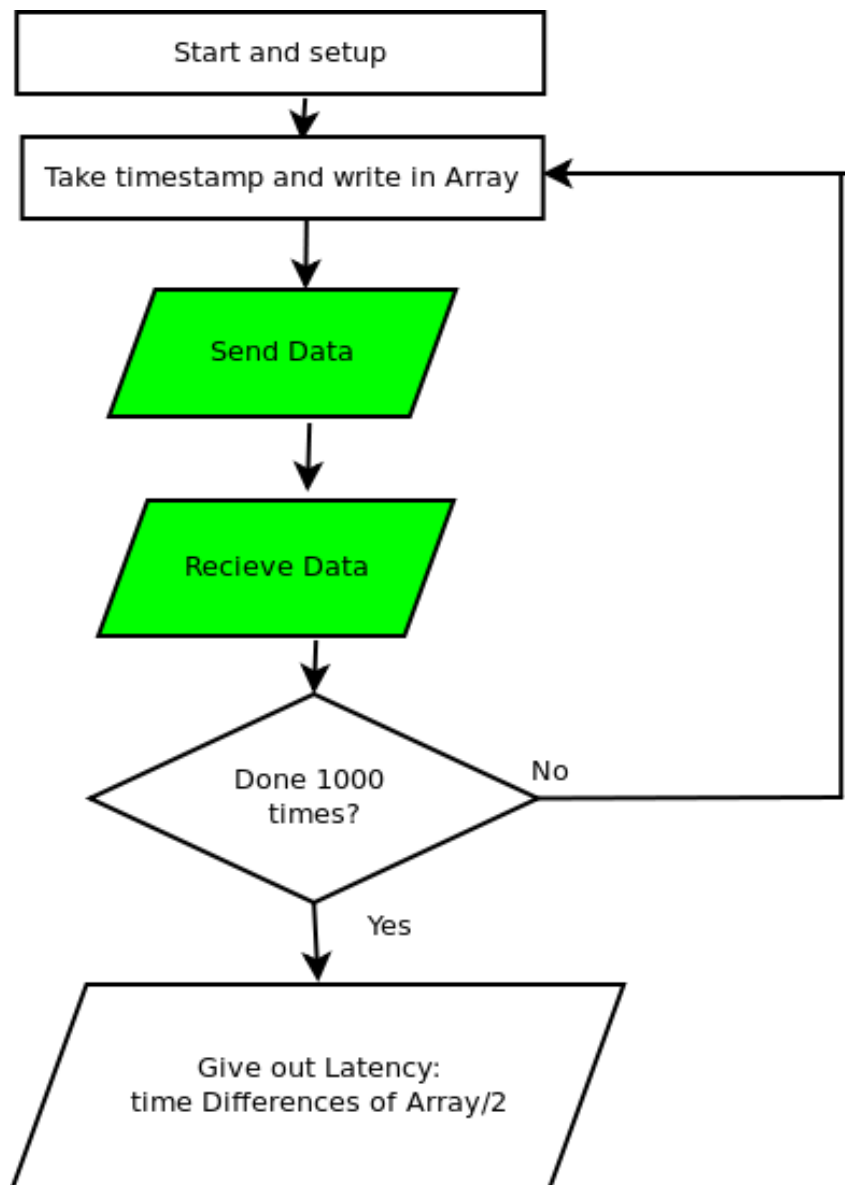 Start and setup
Take timestamp and write in Array
Send Data
Recieve Data
Done 1000
times?
No
Yes
Give out Latency:
time Differences of Array/2